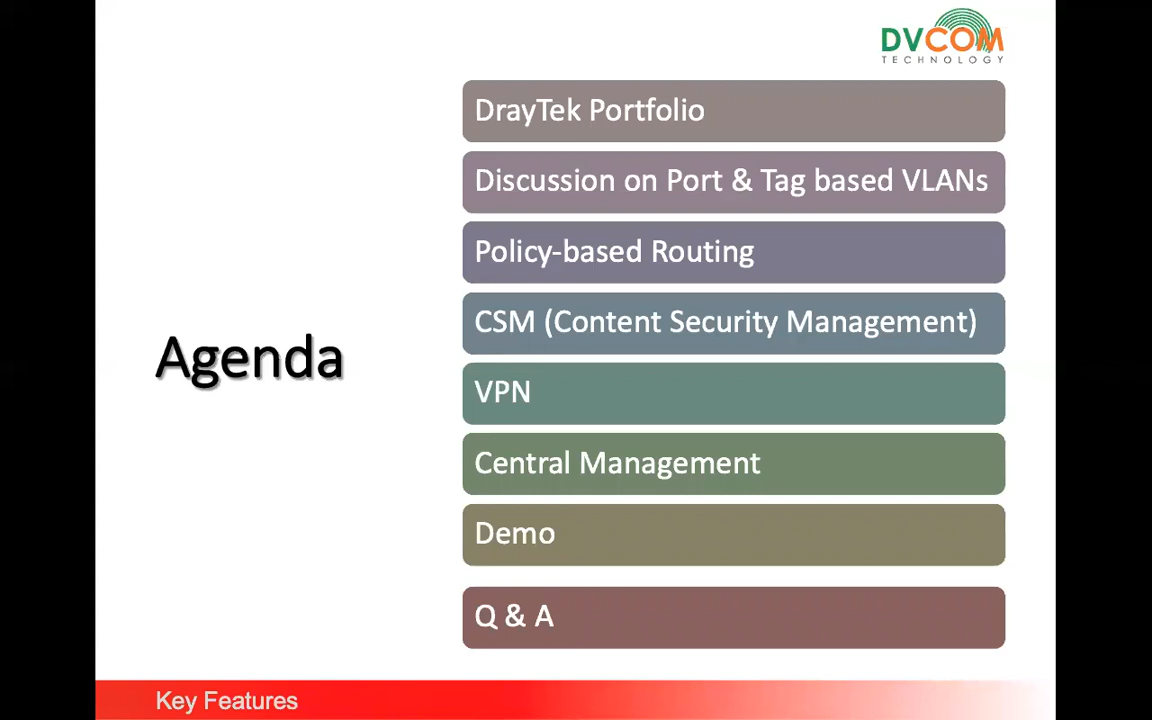 DVCOM
TECHNOLOGY
Agenda
DrayTek Portfolio
Discussion on Port & Tag based VLANs
Policy-based Routing
CSM (Content Security Management)
VPN
Central Management
Demo
Q & A
Key Features